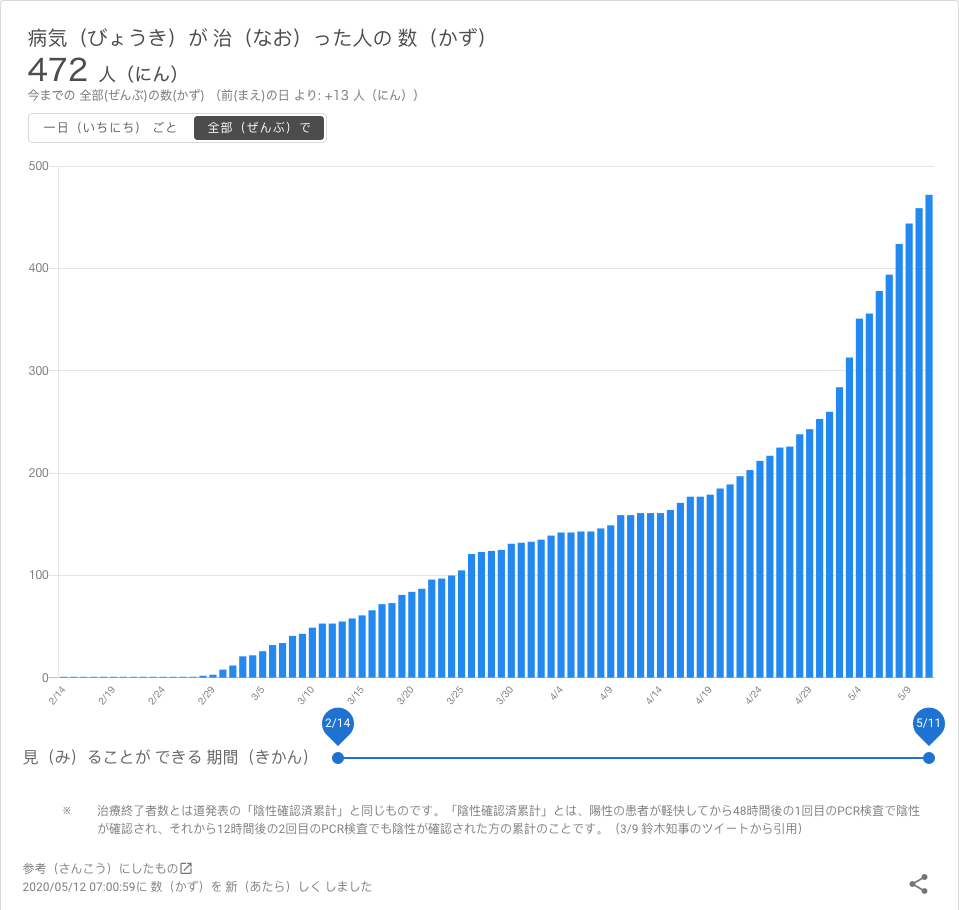 病気（びょうき）が 治（なお）った人の 数（かず）
472 人（にん）
今までの 全部(ぜんぶ)の数(かず) （前(まえ)の日 より: +13 人（にん））
一日（いちにち） ごと 全部（ぜんぶ）で
500
400
300
200
100
0
2/14 2/19 2/24 2/29 3/5 3/10 3/15 3/20 3/25 3/30 4/4 4/9 4/14 4/19 4/24 4/29 5/4 5/9
2/14 5/11
見（み）ることが できる 期間（きかん）
※ 治療終了者数とは道発表の「陰性確認済累計」と同じものです。「陰性確認済累計」とは、陽性の患者が軽快してから48時間後の1回目のPCR検査で陰性
が確認され、それから12時間後の2回目のPCR検査でも陰性が確認された方の累計のことです。（3/9 鈴木知事のツイートから引用）
参考（さんこう）にしたもの
2020/05/12 07:00:59に 数（かず）を 新（あたら）しく しました